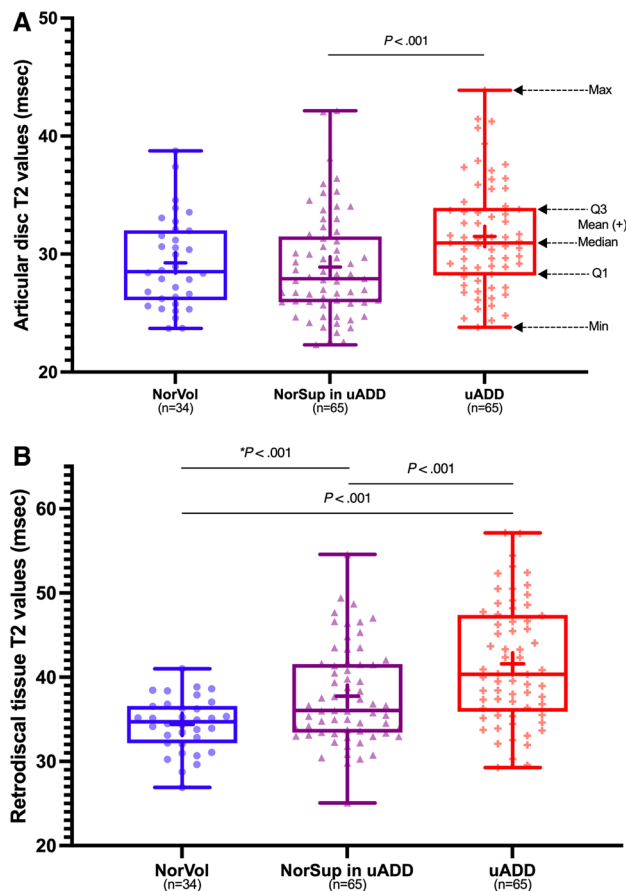 A
Articular disc T2 values (msec)
50
40
30
20
P < .001
Max
Q3
Mean (+)
Median
Q1
Min
NorVol
(n=34)
NorSup in uADD
(n=65)
uADD
(n=65)
B
Retrodiscal tissue T2 values (msec)
60
50
40
30
20
*P < .001
P < .001
P < .001
NorVol
(n=34)
NorSup in uADD
(n=65)
uADD
(n=65)